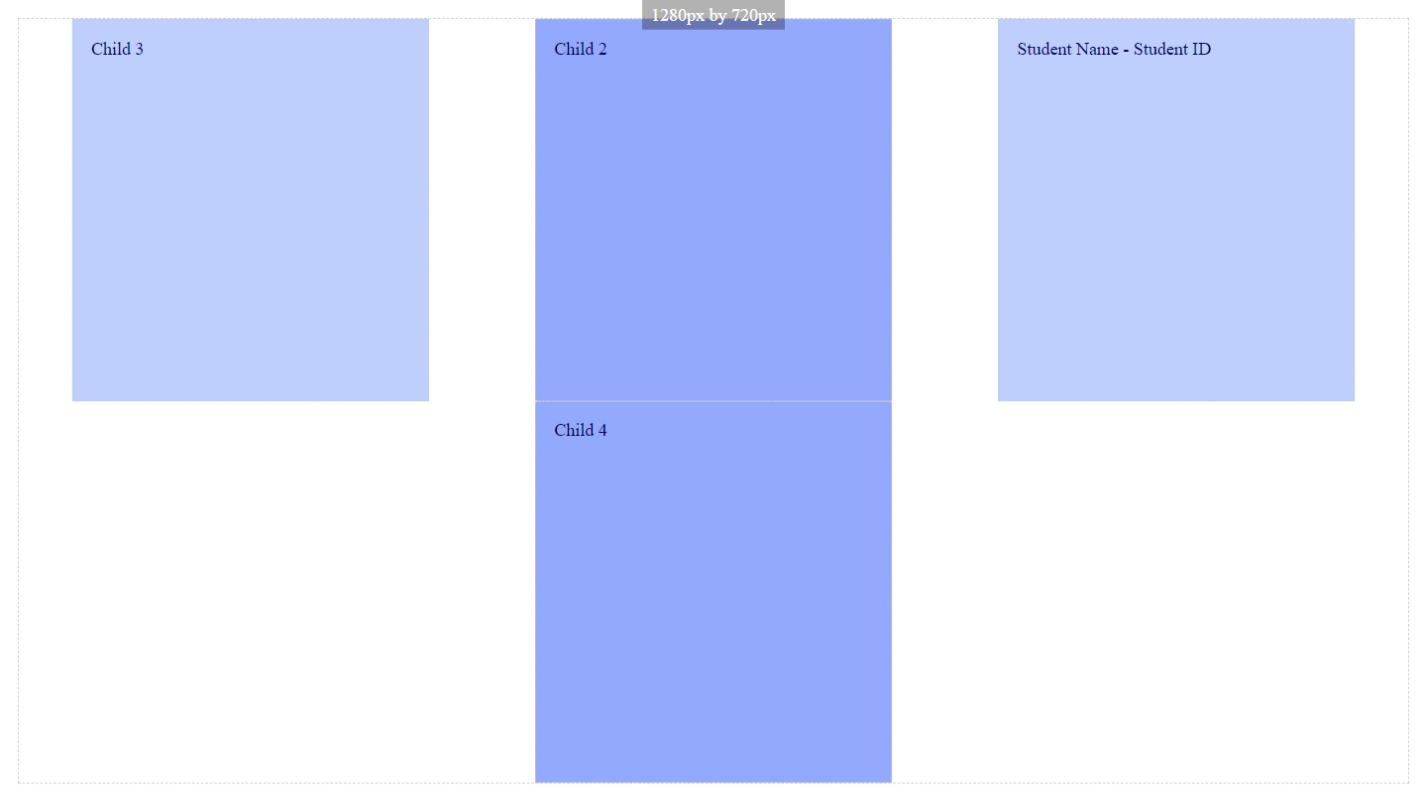 1280px by 720px
Child 3
Child 2
Student Name - Student ID
Child 4